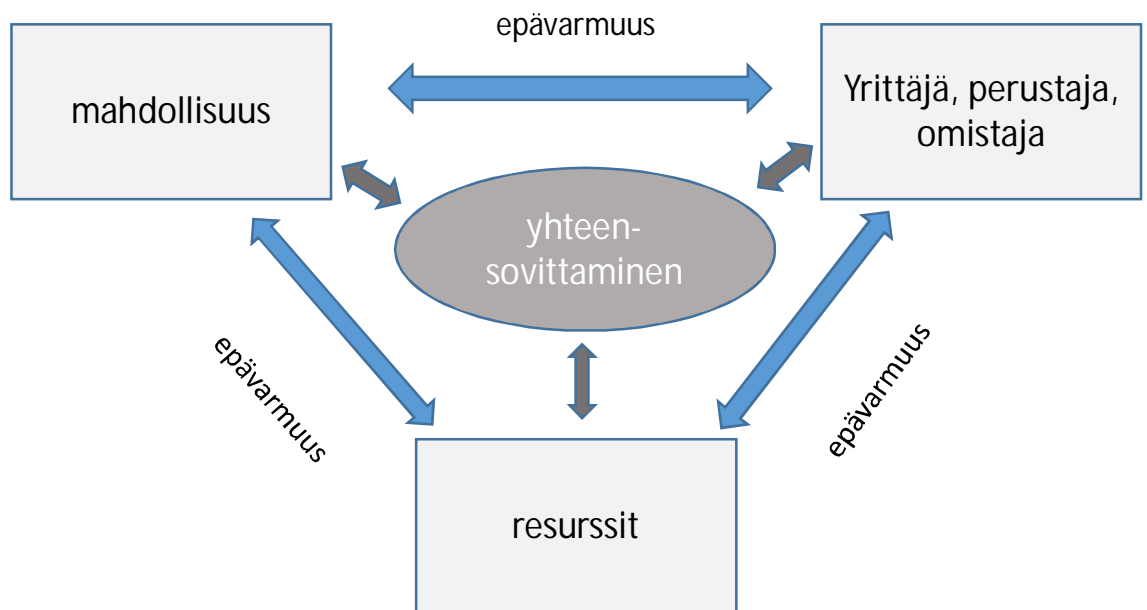 epävarmuus
mahdollisuus
Yrittäjä, perustaja,
omistaja
yhteen-
sovittaminen
epävarmuus
epävarmuus
resurssit